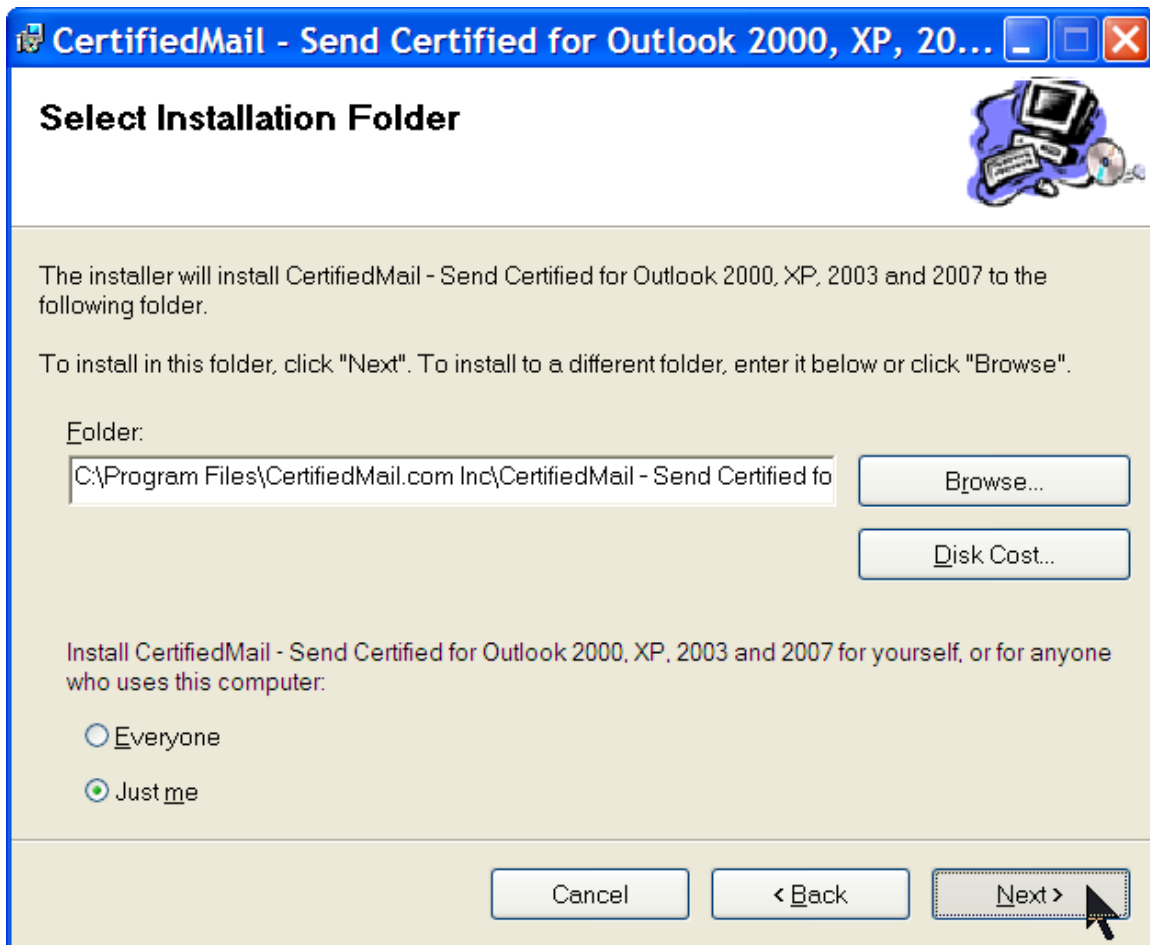 CertifiedMail - Send Certified for Outlook 2000, XP, 20...
Select Installation Folder
The installer will install CertifiedMail - Send Certified for Outlook 2000, XP, 2003 and 2007 to the
following folder.
To install in this folder, click "Next". To install to a different folder, enter it below or click "Browse".
Folder:
C:\Program Files\CertifiedMail.com Inc\CertifiedMail - Send Certified fo
Browse...
Disk Cost...
Install CertifiedMail - Send Certified for Outlook 2000, XP, 2003 and 2007 for yourself, or for anyone
who uses this computer:
Everyone
Just me
Cancel
< Back
Next >